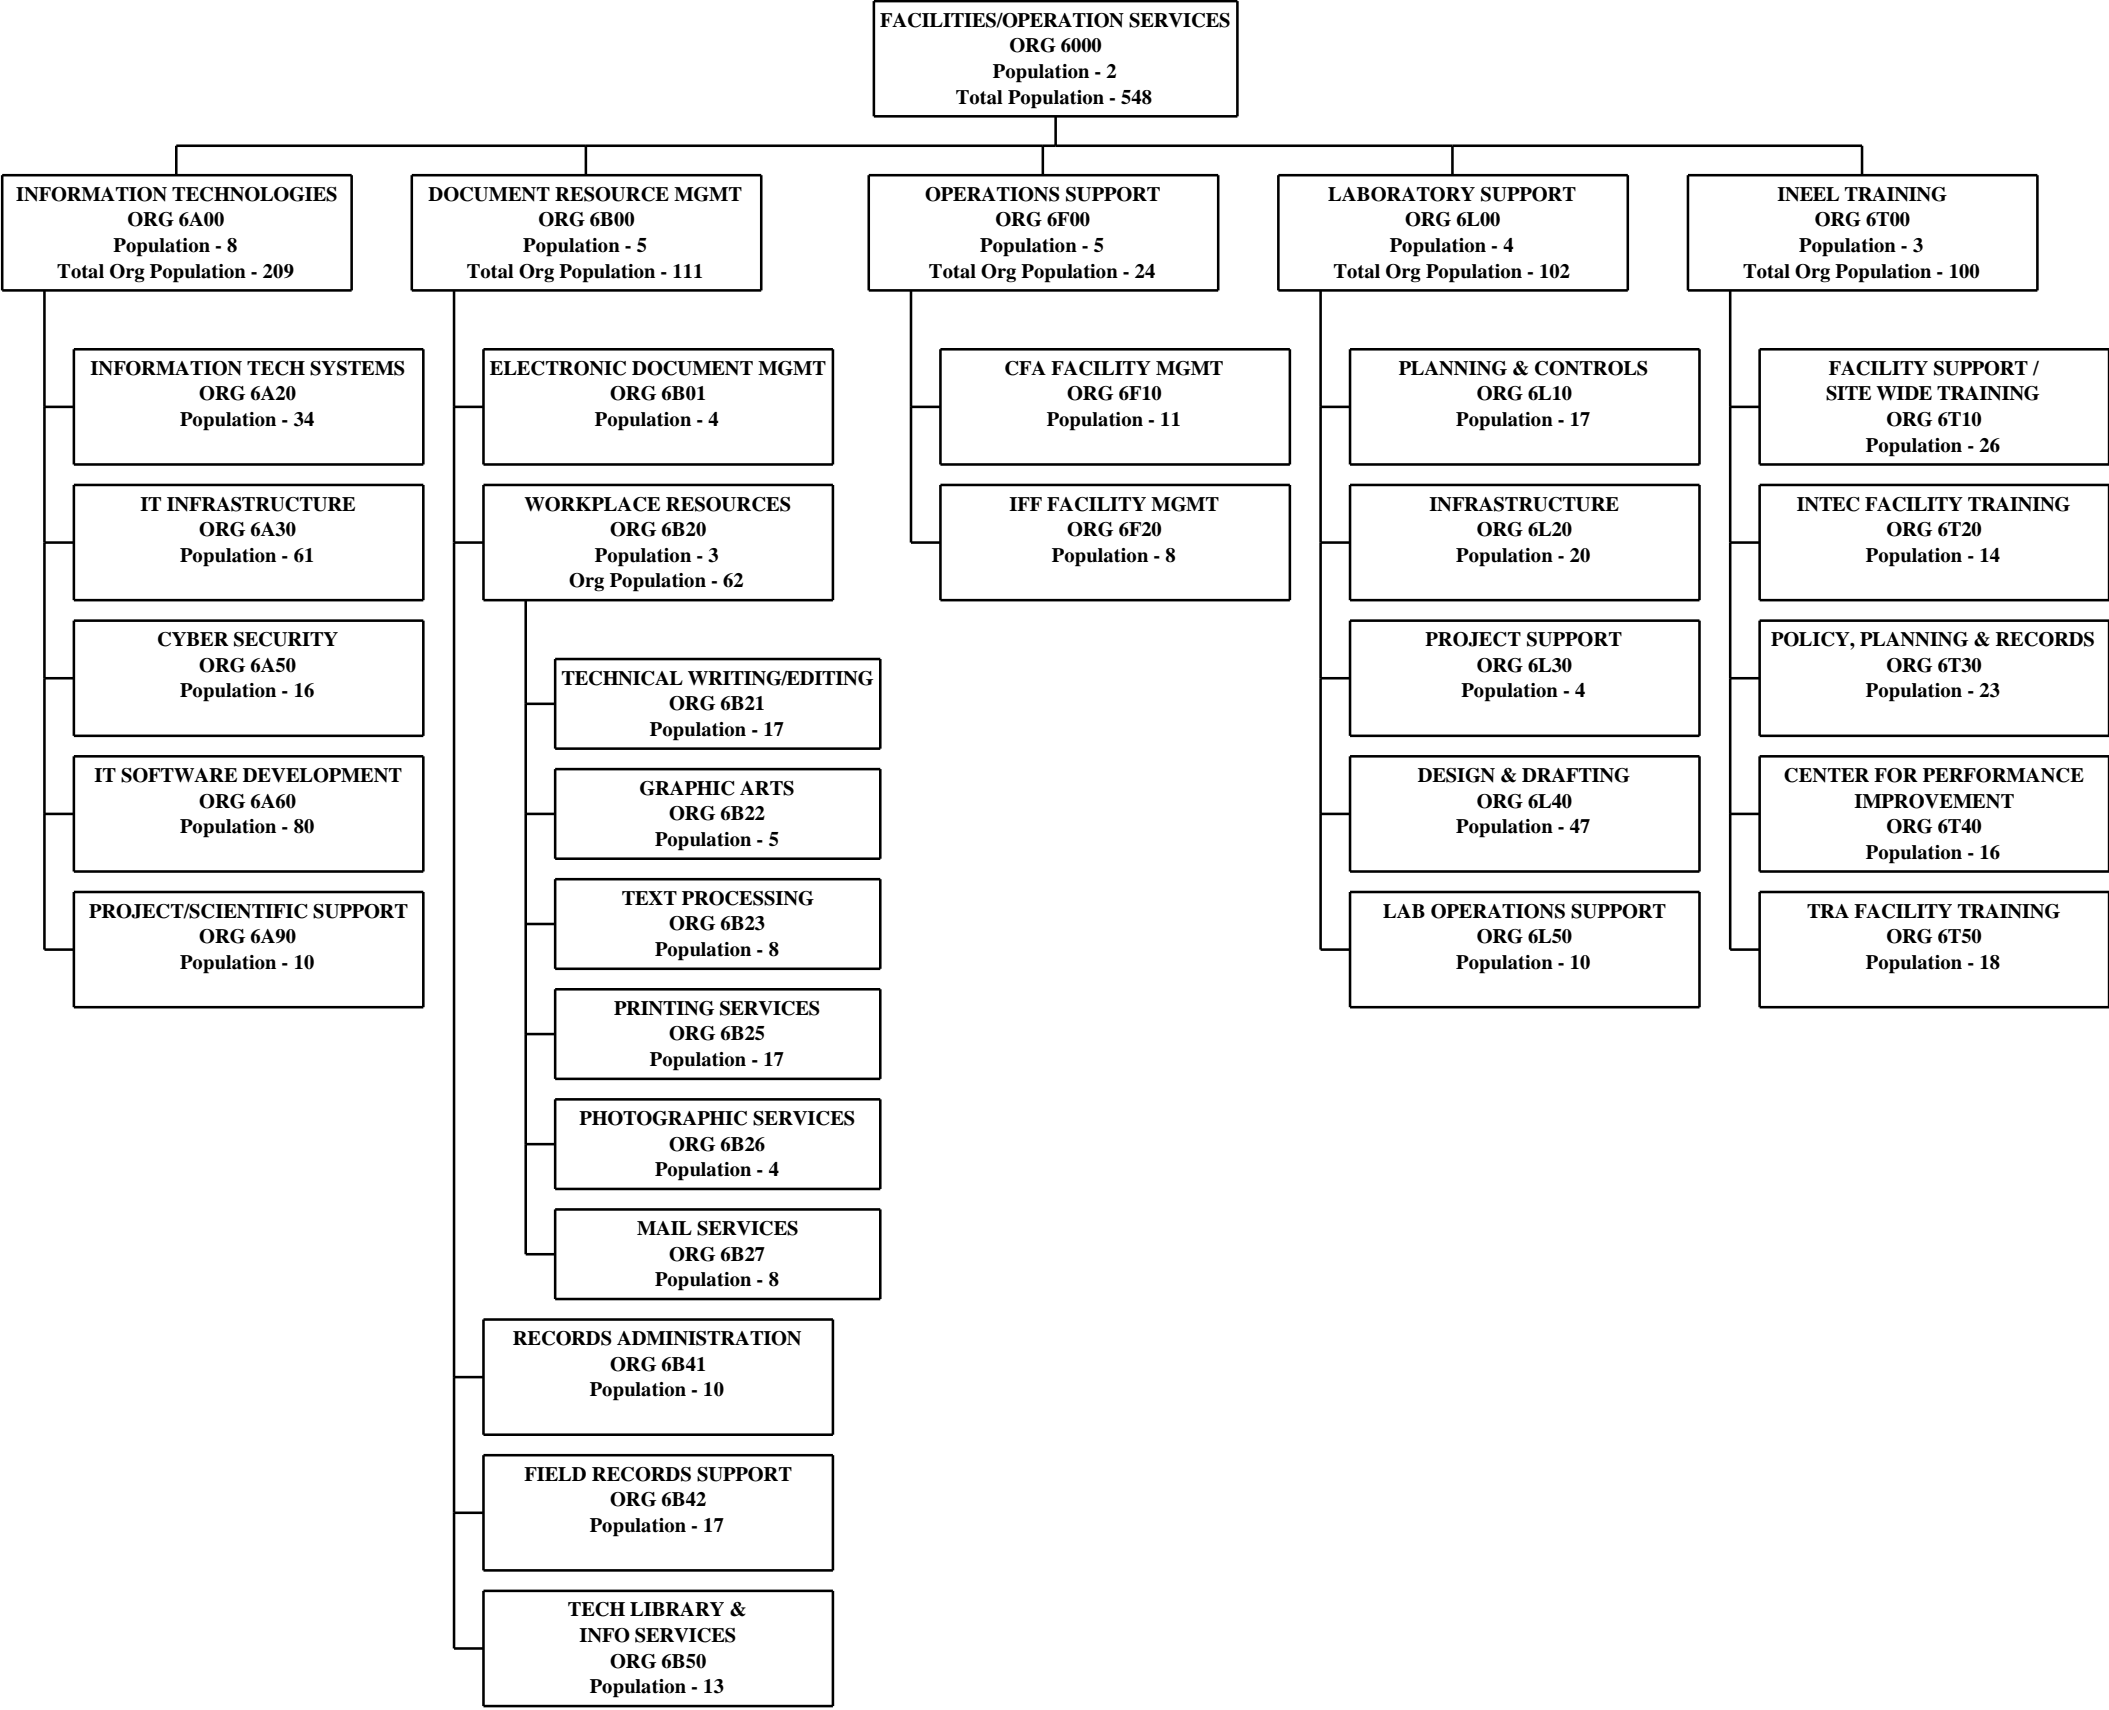 FACILITIES/OPERATION SERVICES
ORG 6000
Population - 2
Total Population - 548
INFORMATION TECHNOLOGIES
ORG 6A00
Population - 8
Total Org Population - 209
INFORMATION TECH SYSTEMS
ORG 6A20
Population - 34
IT INFRASTRUCTURE
ORG 6A30
Population - 61
CYBER SECURITY
ORG 6A50
Population - 16
IT SOFTWARE DEVELOPMENT
ORG 6A60
Population - 80
PROJECT/SCIENTIFIC SUPPORT
ORG 6A90
Population - 10
DOCUMENT RESOURCE MGMT
ORG 6B00
Population - 5
Total Org Population - 111
ELECTRONIC DOCUMENT MGMT
ORG 6B01
Population - 4
WORKPLACE RESOURCES
ORG 6B20
Population - 3
Org Population - 62
TECHNICAL WRITING/EDITING
ORG 6B21
Population - 17
GRAPHIC ARTS
ORG 6B22
Population - 5
TEXT PROCESSING
ORG 6B23
Population - 8
PRINTING SERVICES
ORG 6B25
Population - 17
PHOTOGRAPHIC SERVICES
ORG 6B26
Population - 4
MAIL SERVICES
ORG 6B27
Population - 8
RECORDS ADMINISTRATION
ORG 6B41
Population - 10
FIELD RECORDS SUPPORT
ORG 6B42
Population - 17
TECH LIBRARY &
INFO SERVICES
ORG 6B50
Population - 13
OPERATIONS SUPPORT
ORG 6F00
Population - 5
Total Org Population - 24
CFA FACILITY MGMT
ORG 6F10
Population - 11
IFF FACILITY MGMT
ORG 6F20
Population - 8
LABORATORY SUPPORT
ORG 6L00
Population - 4
Total Org Population - 102
PLANNING & CONTROLS
ORG 6L10
Population - 17
INFRASTRUCTURE
ORG 6L20
Population - 20
PROJECT SUPPORT
ORG 6L30
Population - 4
DESIGN & DRAFTING
ORG 6L40
Population - 47
LAB OPERATIONS SUPPORT
ORG 6L50
Population - 10
INEEL TRAINING
ORG 6T00
Population - 3
Total Org Population - 100
FACILITY SUPPORT /
SITE WIDE TRAINING
ORG 6T10
Population - 26
INTEC FACILITY TRAINING
ORG 6T20
Population - 14
POLICY, PLANNING & RECORDS
ORG 6T30
Population - 23
CENTER FOR PERFORMANCE
IMPROVEMENT
ORG 6T40
Population - 16
TRA FACILITY TRAINING
ORG 6T50
Population - 18